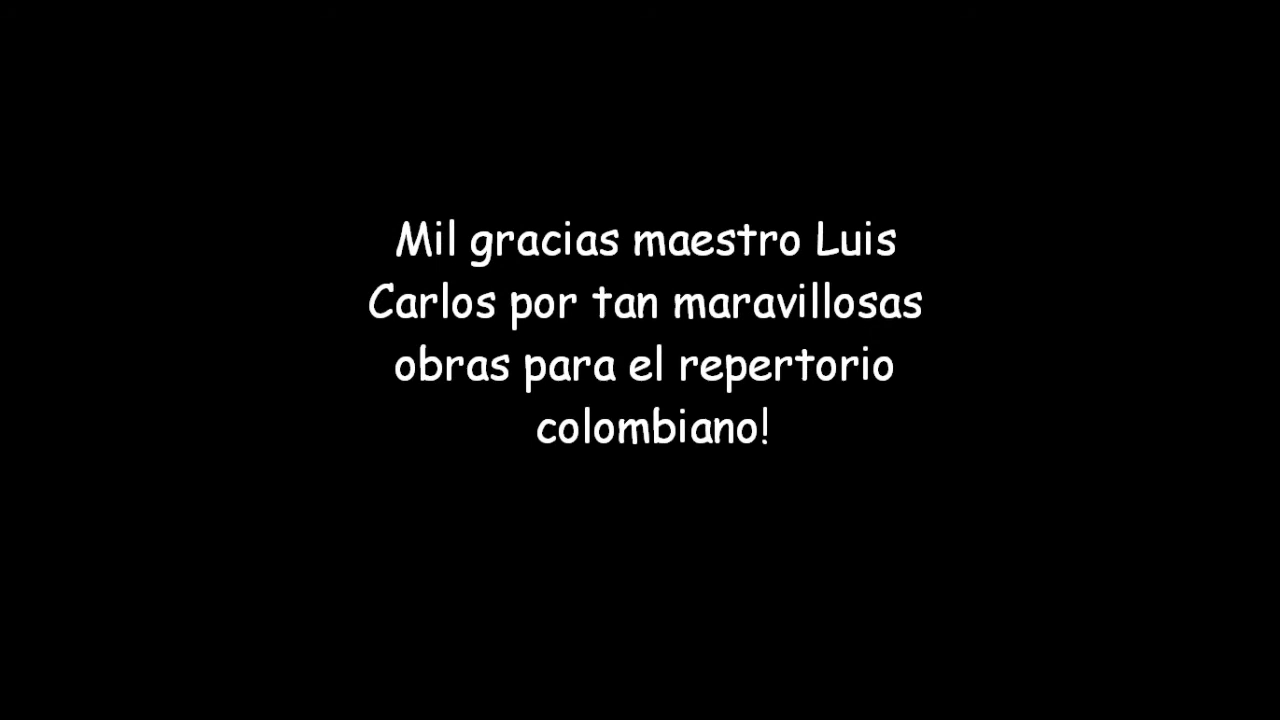 Mil gracias maestro Luis
Carlos por tan maravillosas
obras para el repertorio
colombiano!